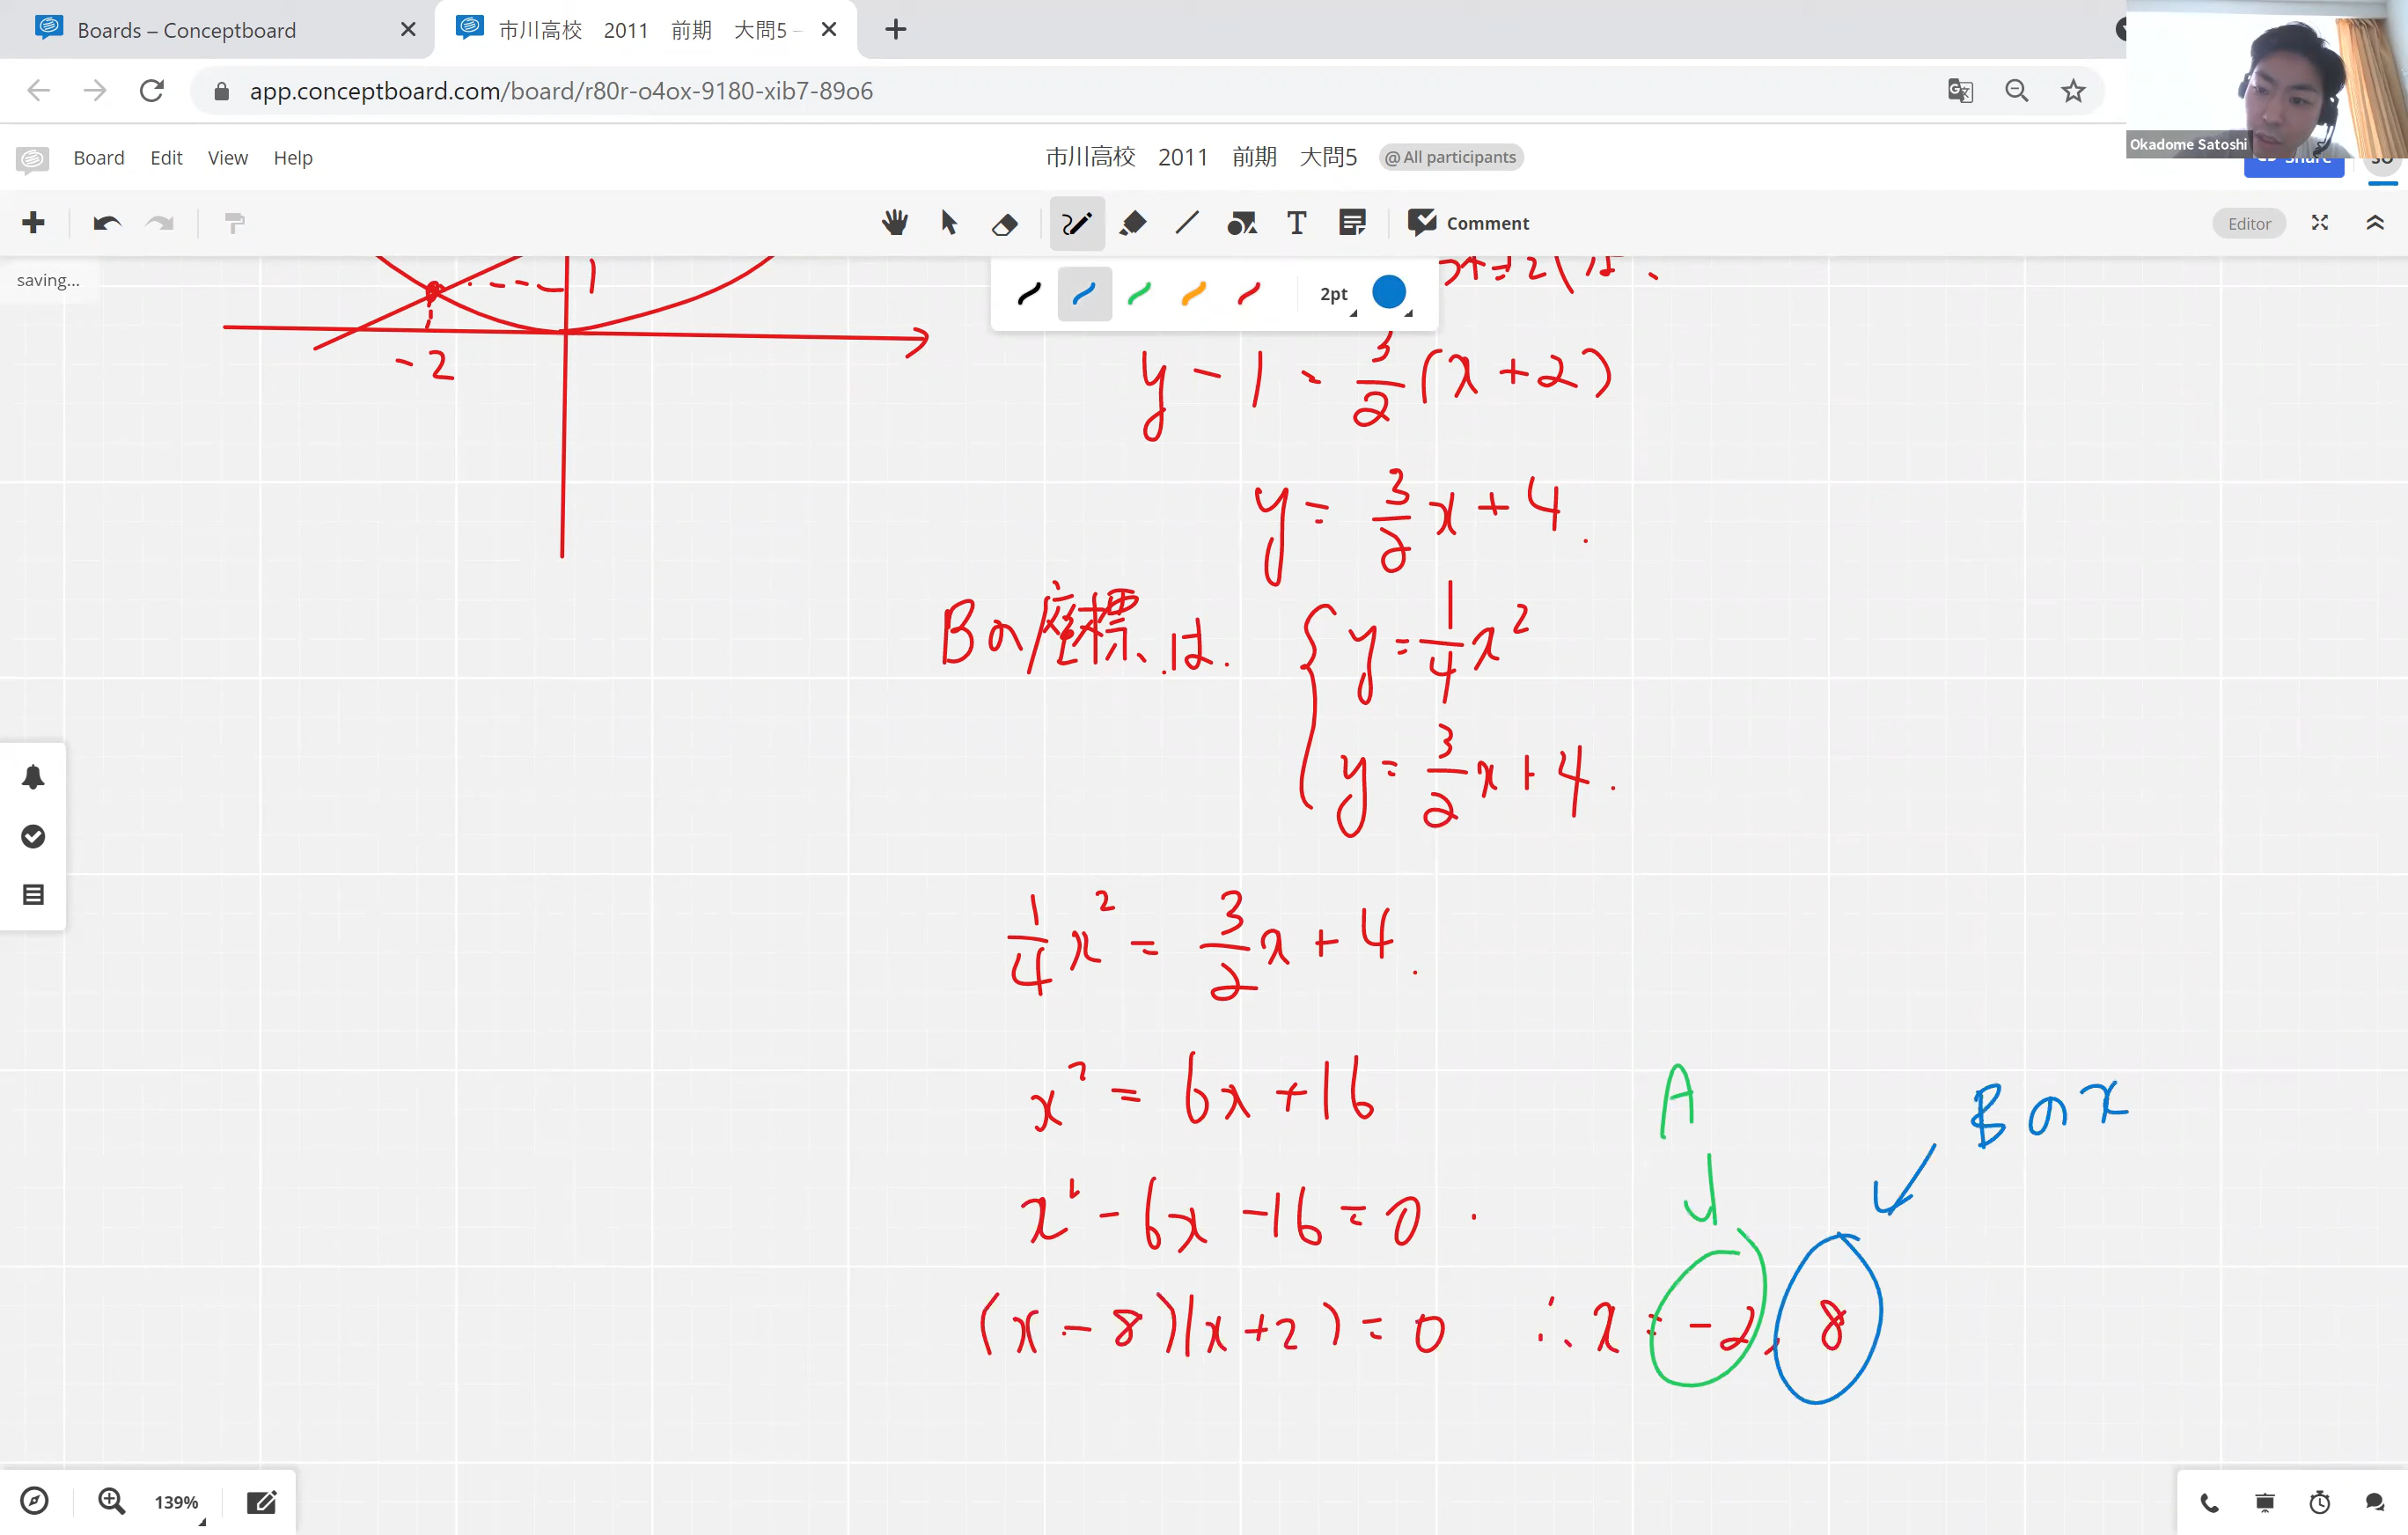 Boards – Conceptboard
市川高校 2011 前期 大問5 –
app.conceptboard.com/board/r80r-o4ox-9180-xib7-89o6
Okadome Satoshi
Board Edit View Help
市川高校 2011 前期 大問5 @All participants
Share
Comment
Editor
saving...
2pt
1
-2
y - 1 = 3/2 (x + 2)
y = 3/2 x + 4.
Bの座標は.
y = 1/4 x²
y = 3/2 x + 4.
1/4 x² = 3/2 x + 4.
x² = 6x + 16
x² - 6x - 16 = 0
(x - 8)(x + 2) = 0 ∴ x = -2, 8
A
Bのx
139%